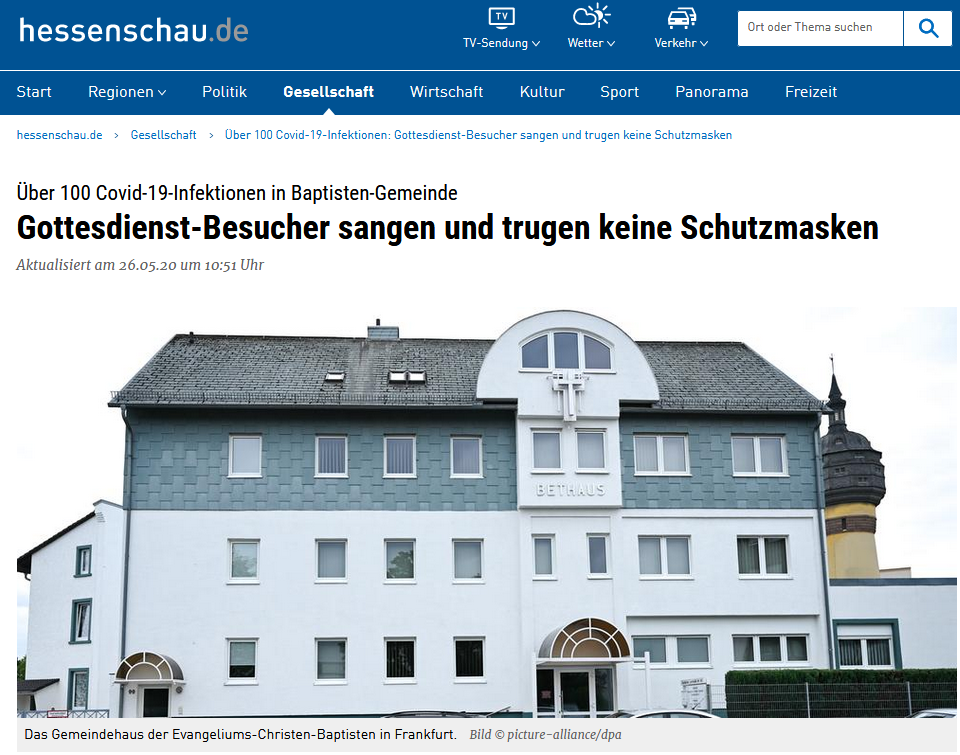 hessenschau.de
TV
TV-Sendung
Wetter
Verkehr
Ort oder Thema suchen
Start Regionen Politik Gesellschaft Wirtschaft Kultur Sport Panorama Freizeit
hessenschau.de › Gesellschaft › Über 100 Covid-19-Infektionen: Gottesdienst-Besucher sangen und trugen keine Schutzmasken
Über 100 Covid-19-Infektionen in Baptisten-Gemeinde
Gottesdienst-Besucher sangen und trugen keine Schutzmasken
Aktualisiert am 26.05.20 um 10:51 Uhr
BETHAUS
Das Gemeindehaus der Evangeliums-Christen-Baptisten in Frankfurt. Bild © picture-alliance/dpa